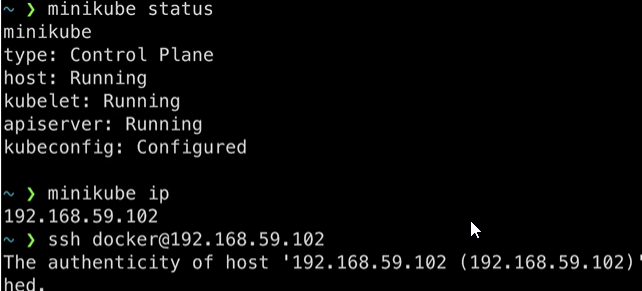 ~ ❯ minikube status
minikube
type: Control Plane
host: Running
kubelet: Running
apiserver: Running
kubeconfig: Configured
~ ❯ minikube ip
192.168.59.102
~ ❯ ssh docker@192.168.59.102
The authenticity of host '192.168.59.102 (192.168.59.102)'
hed.